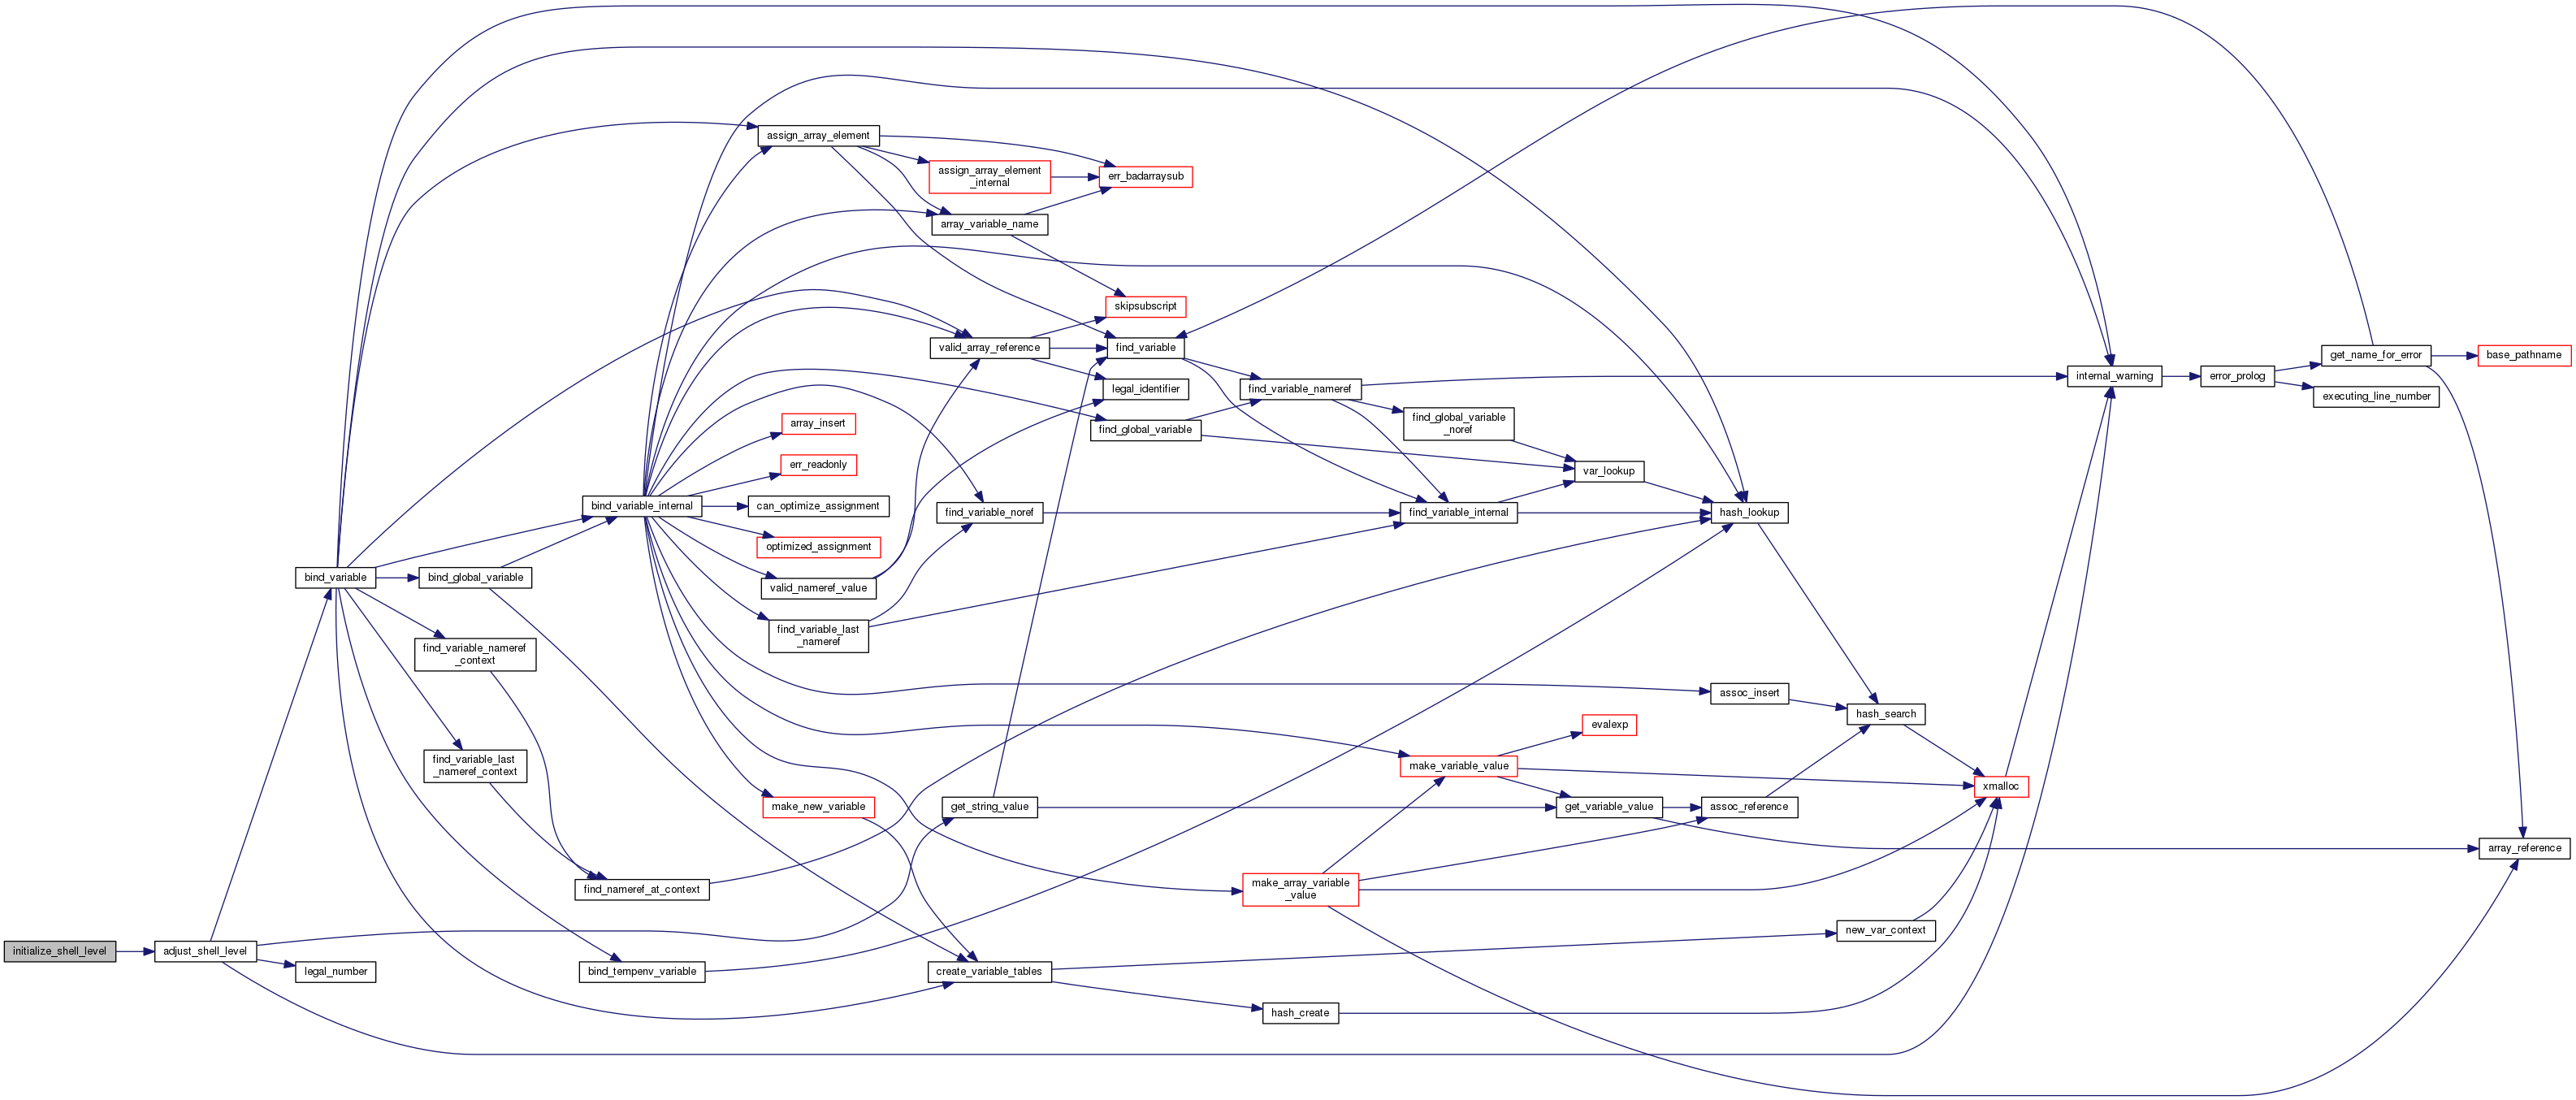 assign_array_element
assign_array_element
_internal
err_badarraysub
array_variable_name
skipsubscript
valid_array_reference
find_variable
get_name_for_error
base_pathname
internal_warning
error_prolog
legal_identifier
find_variable_nameref
executing_line_number
array_insert
find_global_variable
find_global_variable
_noref
err_readonly
var_lookup
bind_variable_internal
can_optimize_assignment
find_variable_noref
find_variable_internal
hash_lookup
optimized_assignment
bind_variable
bind_global_variable
valid_nameref_value
find_variable_last
_nameref
find_variable_nameref
_context
assoc_insert
hash_search
evalexp
find_variable_last
_nameref_context
make_variable_value
xmalloc
make_new_variable
get_string_value
get_variable_value
assoc_reference
array_reference
find_nameref_at_context
make_array_variable
_value
new_var_context
initialize_shell_level
adjust_shell_level
legal_number
bind_tempenv_variable
create_variable_tables
hash_create